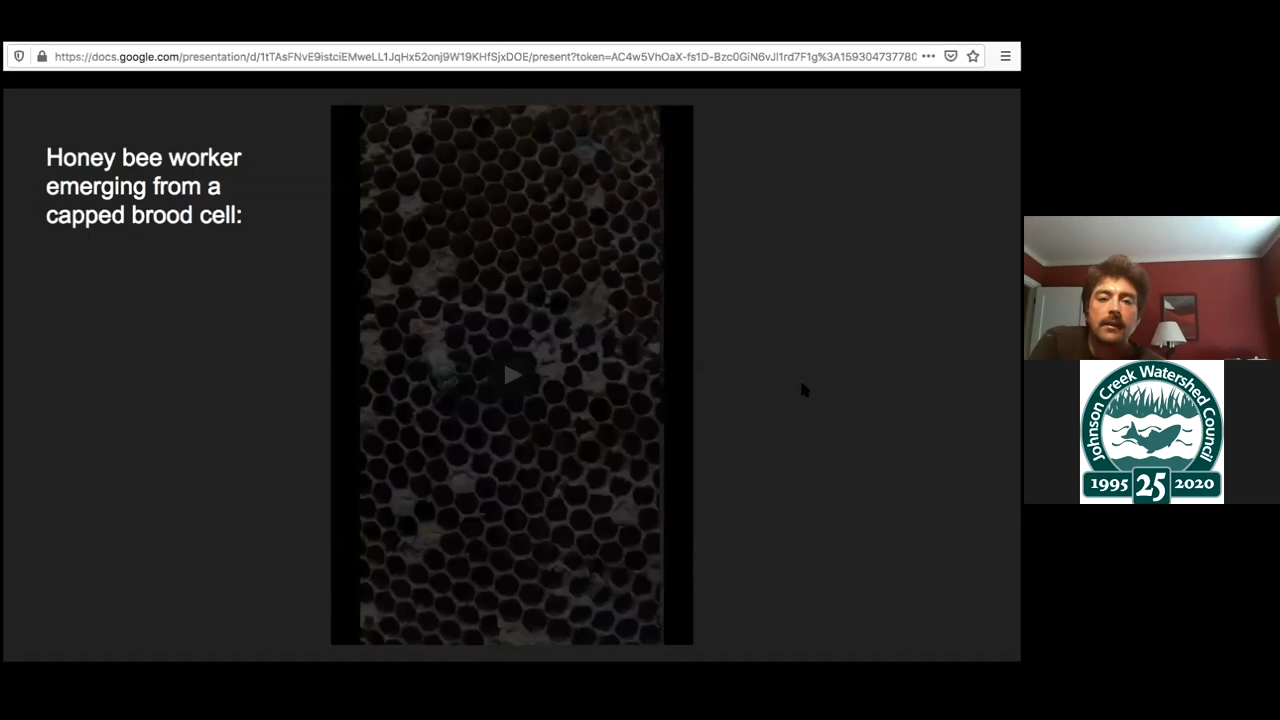 https://docs.google.com/presentation/d/1tTAsFNvE9istciEMweLL1JqHx52onj9W19KHfSjxDOE/present?token=AC4w5VhOaX-fs1D-Bzc0GiN6vJl1rd7F1g%3A159304737780
Honey bee worker
emerging from a
capped brood cell:
Johnson Creek Watershed Council
1995 25 2020